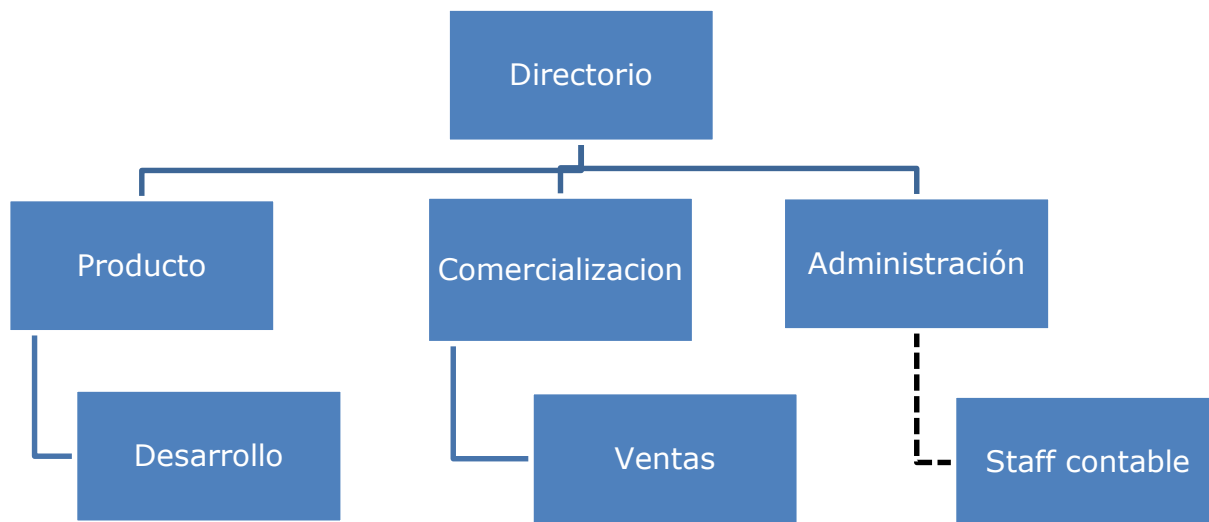 Directorio
Producto
Comercializacion
Administración
Desarrollo
Ventas
Staff contable